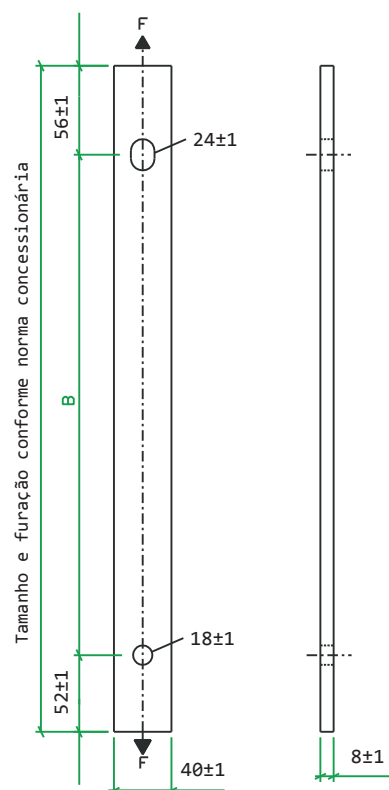 F
56±1
24±1
Tamanho e furação conforme norma concessionária
B
18±1
52±1
F
40±1
8±1